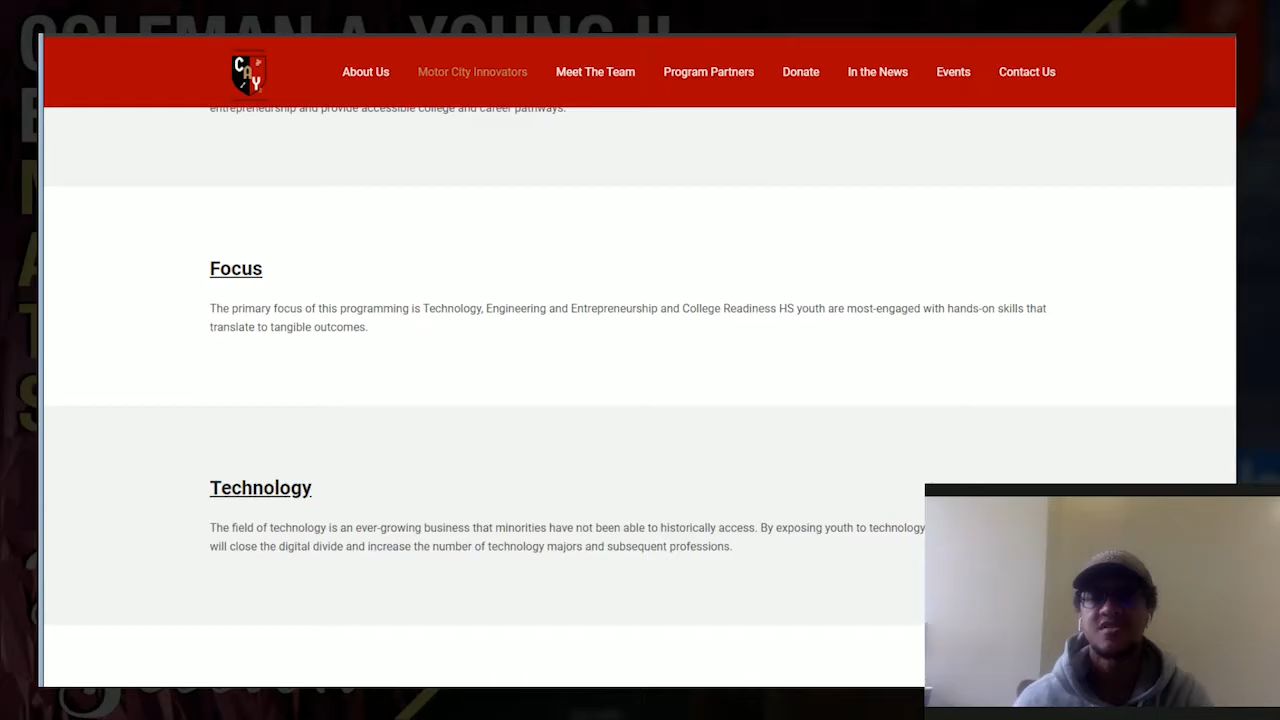 COLEMAN A. YOUNG II
C
A
Y
About Us Motor City Innovators Meet The Team Program Partners Donate In the News Events Contact Us
entrepreneurship and provide accessible college and career pathways.
Focus
The primary focus of this programming is Technology, Engineering and Entrepreneurship and College Readiness HS youth are most-engaged with hands-on skills that
translate to tangible outcomes.
Technology
The field of technology is an ever-growing business that minorities have not been able to historically access. By exposing youth to technology
will close the digital divide and increase the number of technology majors and subsequent professions.